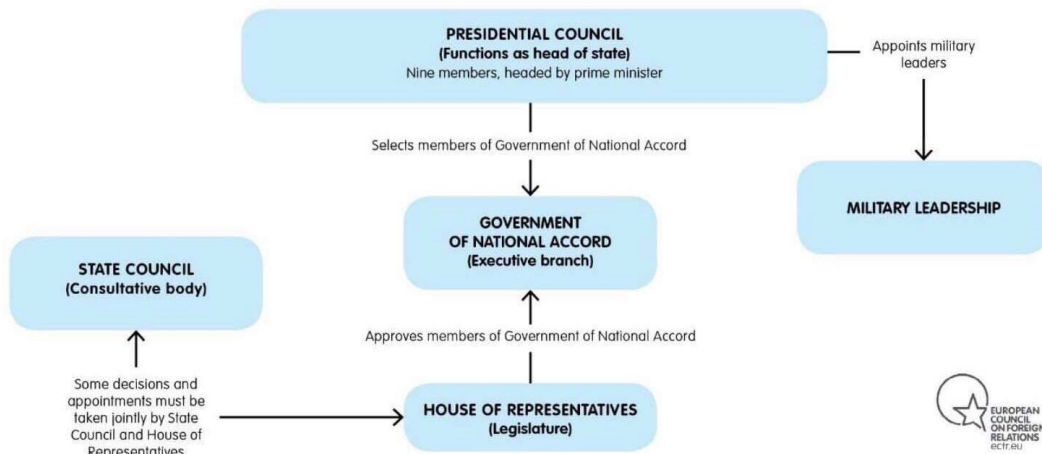 PRESIDENTIAL COUNCIL
(Functions as head of state)
Nine members, headed by prime minister
Appoints military
leaders
Selects members of Government of National Accord
MILITARY LEADERSHIP
GOVERNMENT
OF NATIONAL ACCORD
(Executive branch)
STATE COUNCIL
(Consultative body)
Approves members of Government of National Accord
Some decisions and
appointments must be
taken jointly by State
Council and House of
Representatives
HOUSE OF REPRESENTATIVES
(Legislature)
EUROPEAN
COUNCIL
ON FOREIGN
RELATIONS
ecfr.eu